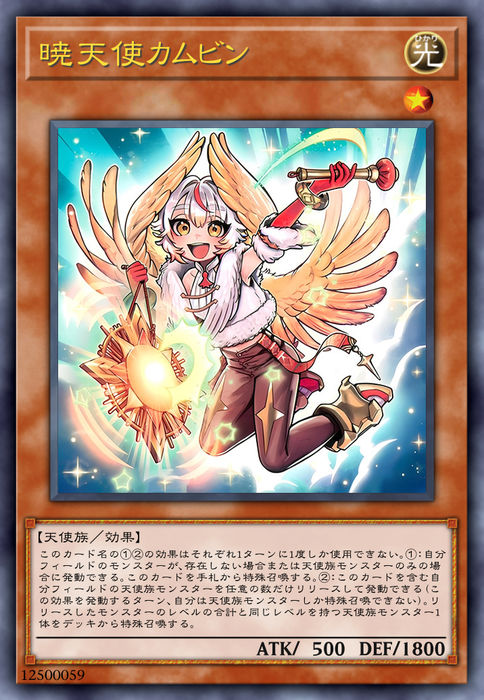 暁天使カムビン
ひかり
光
【天使族／効果】
このカード名の①②の効果はそれぞれ1ターンに1度しか使用できない。①：自分
フィールドのモンスターが、存在しない場合または天使族モンスターのみの場
合に発動できる。このカードを手札から特殊召喚する。②：このカードを含む自
分フィールドの天使族モンスターを任意の数だけリリースして発動できる（こ
の効果を発動するターン、自分は天使族モンスターしか特殊召喚できない）。リ
リースしたモンスターのレベルの合計と同じレベルを持つ天使族モンスター1
体をデッキから特殊召喚する。
ATK/ 500 DEF/1800
12500059